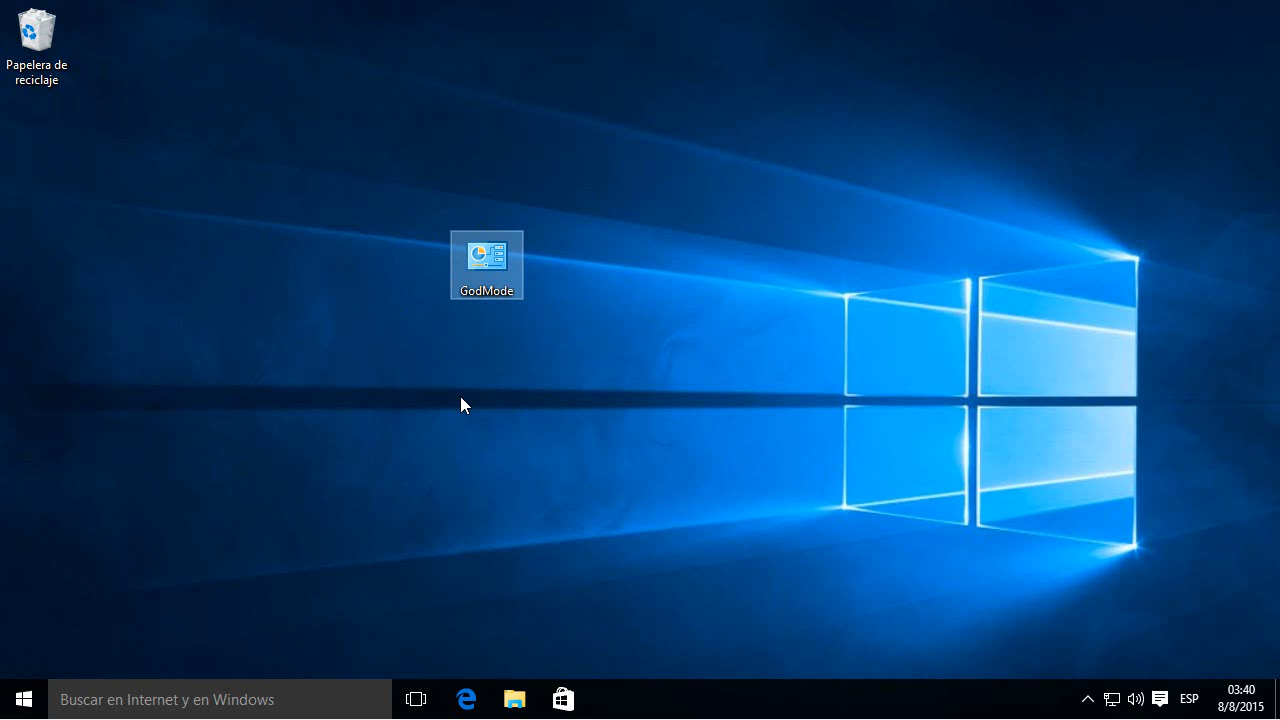 Papelera de
reciclaje
GodMode
Buscar en Internet y en Windows
ESP
03:40
8/8/2015